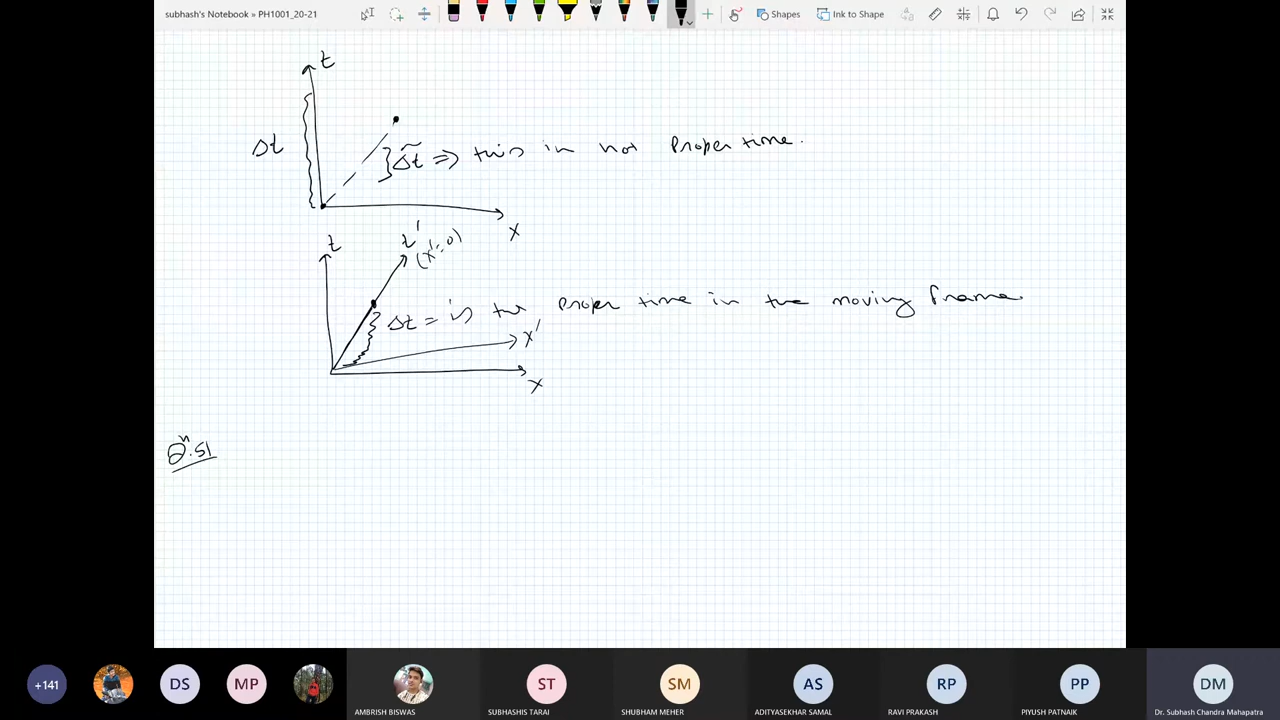 subhash's Notebook » PH1001_20-21
Shapes
Ink to Shape
t
Δt
Δt̃ ⇒ this in not Proper time.
x
t
t'
(x'=0)
Δt = is the proper time in the moving frame.
x'
x
Qⁿ.51
+141
DS
MP
AMBRISH BISWAS
ST
SUBHASHIS TARAI
SM
SHUBHAM MEHER
AS
ADITYASEKHAR SAMAL
RP
RAVI PRAKASH
PP
PIYUSH PATNAIK
DM
Dr. Subhash Chandra Mahapatra